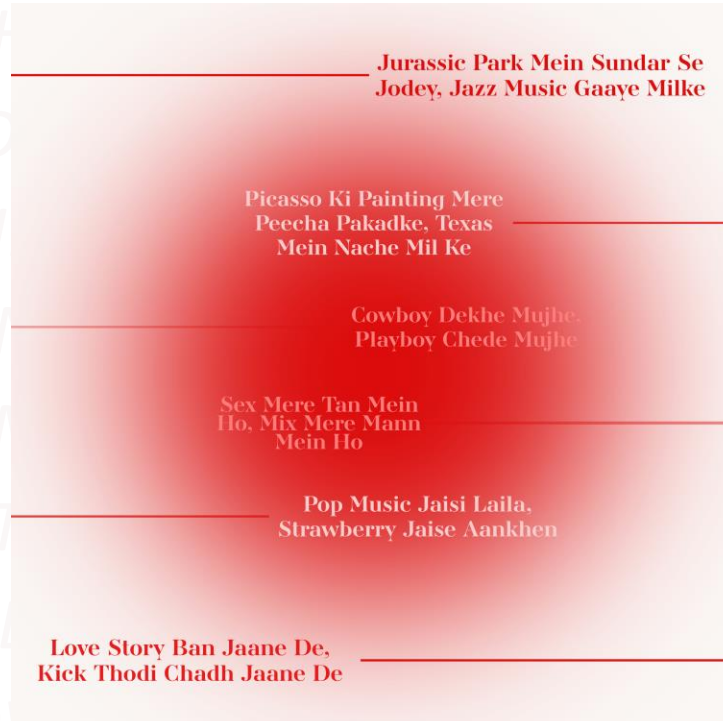 Jurassic Park Mein Sundar Se
Jodey, Jazz Music Gaaye Milke
Picasso Ki Painting Mere
Peecha Pakadke, Texas
Mein Nache Mil Ke
Cowboy Dekhe Mujhe,
Playboy Chede Mujhe
Sex Mere Tan Mein
Ho, Mix Mere Mann
Mein Ho
Pop Music Jaisi Laila,
Strawberry Jaise Aankhen
Love Story Ban Jaane De,
Kick Thodi Chadh Jaane De